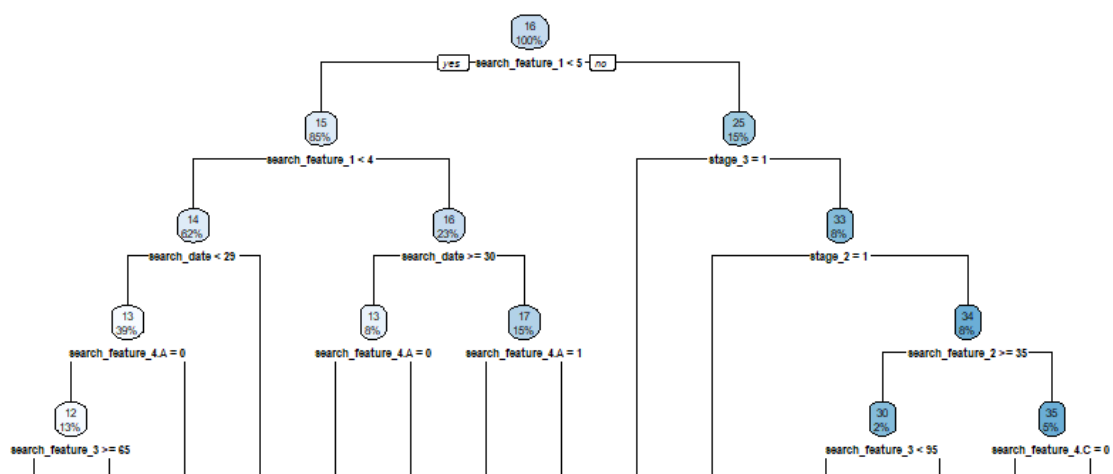 16
100%
yes search_feature_1 < 5 no
15
85%
25
15%
search_feature_1 < 4
stage_3 = 1
14
62%
16
23%
33
8%
search_date < 29
search_date >= 30
stage_2 = 1
13
39%
13
8%
17
15%
34
8%
search_feature_4.A = 0
search_feature_4.A = 0
search_feature_4.A = 1
search_feature_2 >= 35
12
13%
30
2%
35
5%
search_feature_3 >= 65
search_feature_3 < 95
search_feature_4.C = 0